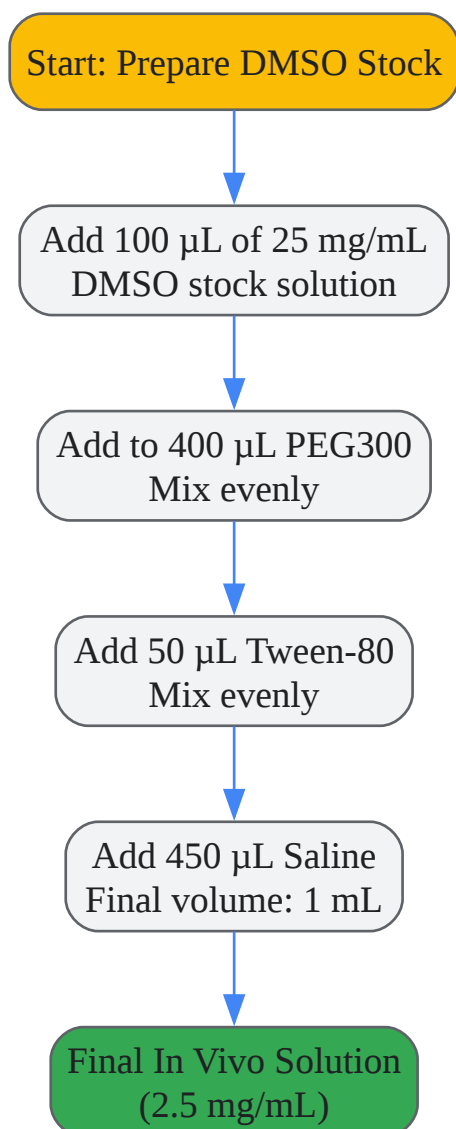 Start: Prepare DMSO Stock
Add 100 µL of 25 mg/mL
DMSO stock solution
Add to 400 µL PEG300
Mix evenly
Add 50 µL Tween-80
Mix evenly
Add 450 µL Saline
Final volume: 1 mL
Final In Vivo Solution
(2.5 mg/mL)